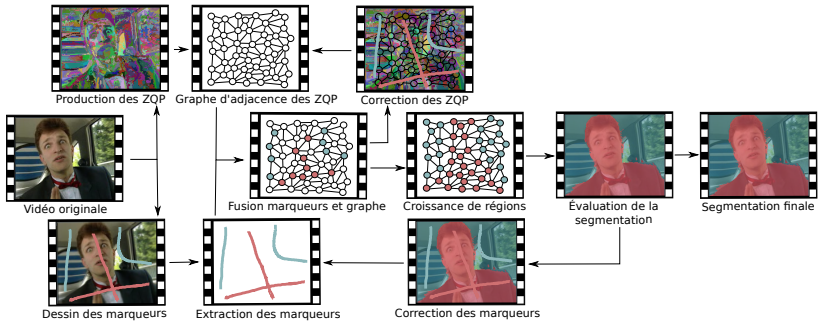 Production des ZQP
Graphe d'adjacence des ZQP
Correction des ZQP
Vidéo originale
Fusion marqueurs et graphe
Croissance de régions
Évaluation de la
segmentation
Segmentation finale
Dessin des marqueurs
Extraction des marqueurs
Correction des marqueurs